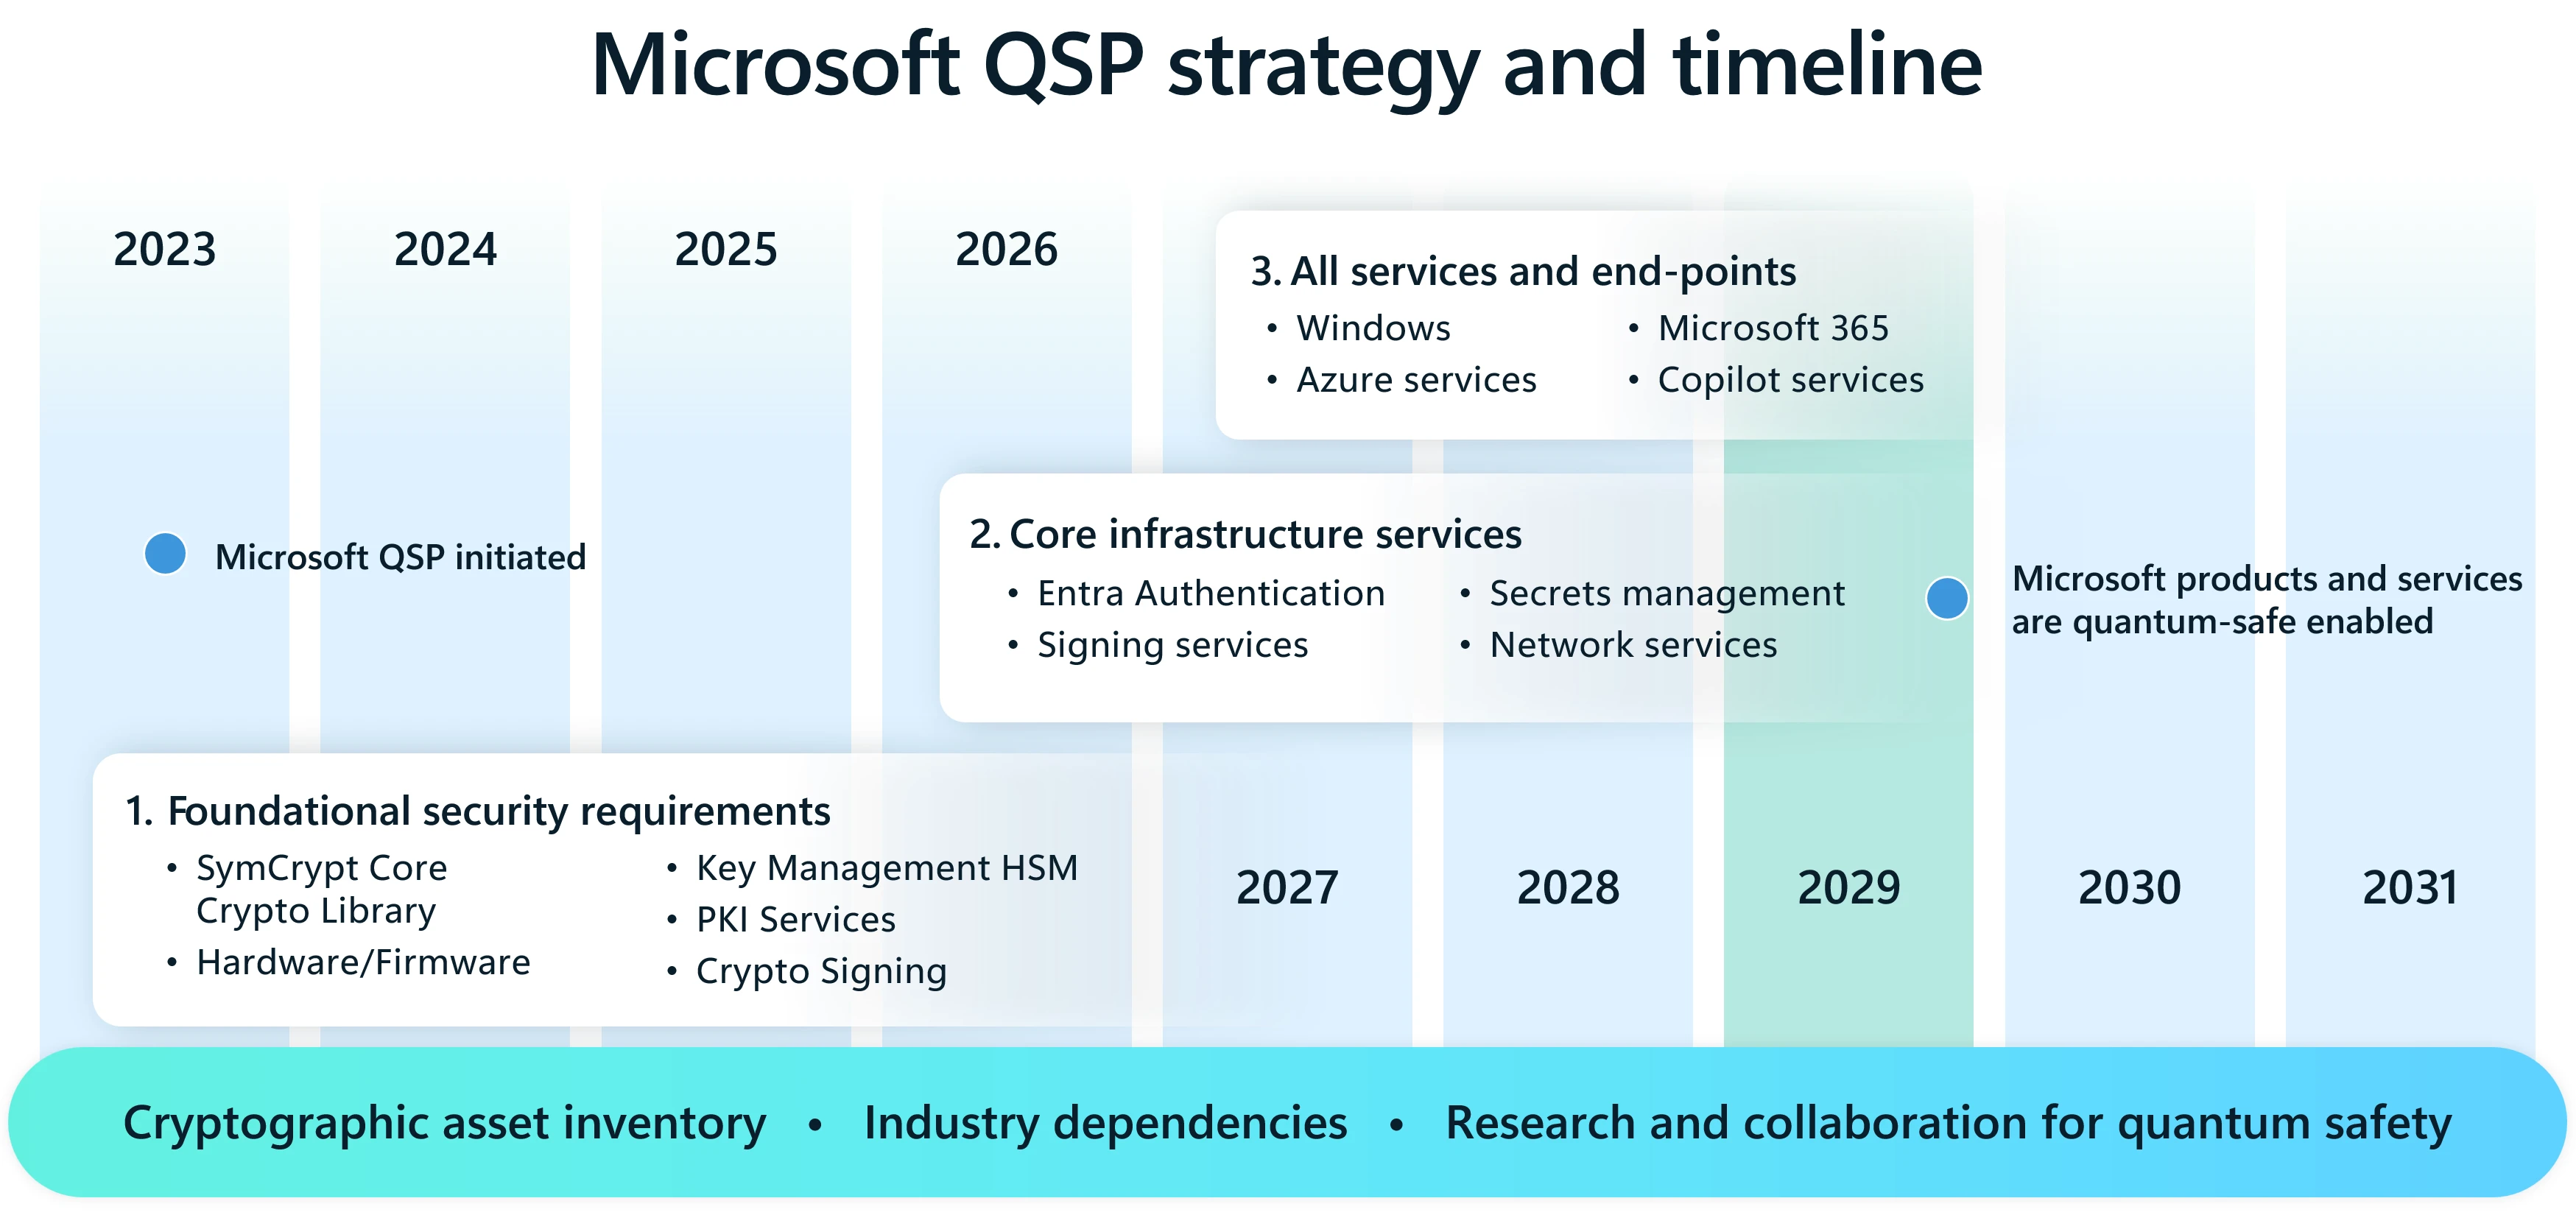 Microsoft QSP strategy and timeline
2023
2024
2025
2026
3. All services and end-points
• Windows
• Azure services
• Microsoft 365
• Copilot services
2. Core infrastructure services
• Entra Authentication
• Signing services
• Secrets management
• Network services
Microsoft QSP initiated
Microsoft products and services
are quantum-safe enabled
1. Foundational security requirements
• SymCrypt Core
Crypto Library
• Hardware/Firmware
• Key Management HSM
• PKI Services
• Crypto Signing
2027
2028
2029
2030
2031
Cryptographic asset inventory • Industry dependencies • Research and collaboration for quantum safety